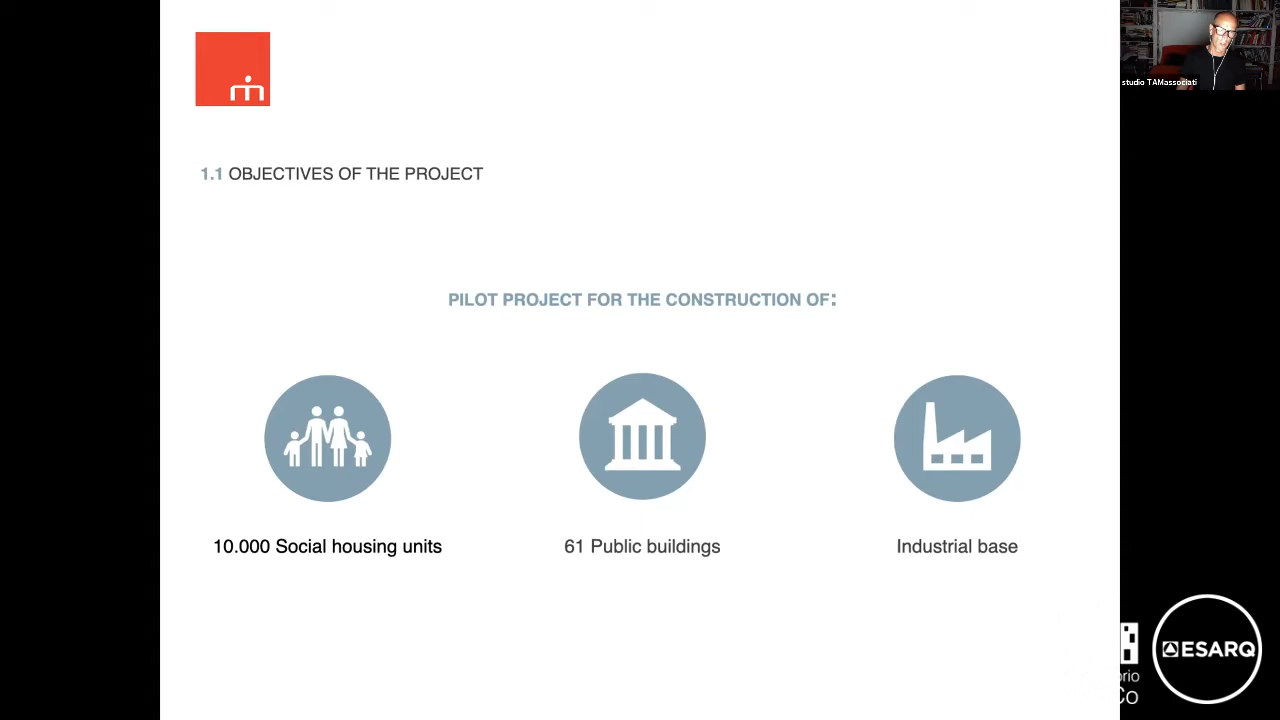 studio TAMassociati
1.1 OBJECTIVES OF THE PROJECT
PILOT PROJECT FOR THE CONSTRUCTION OF:
10.000 Social housing units
61 Public buildings
Industrial base
ESARQ